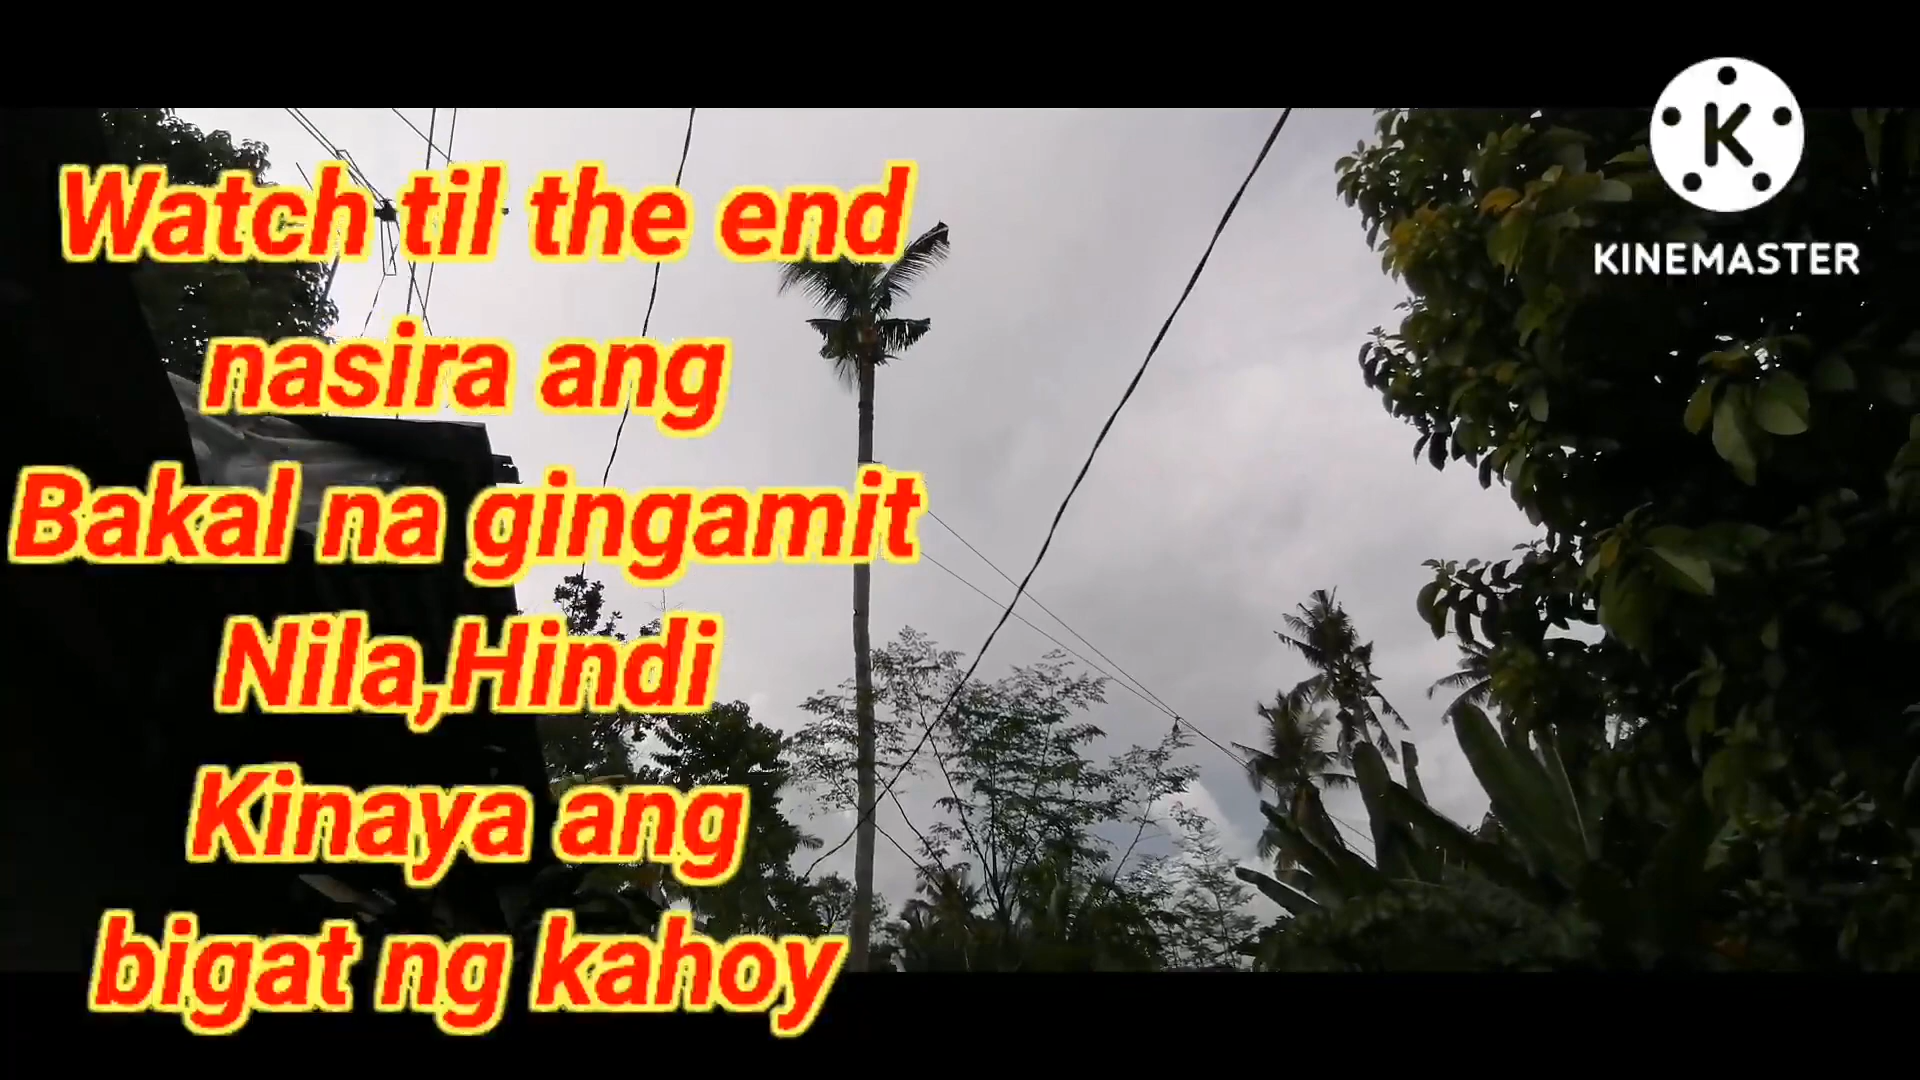 Watch til the end
nasira ang
Bakal na gingamit
Nila,Hindi
Kinaya ang
bigat ng kahoy
K
KINEMASTER